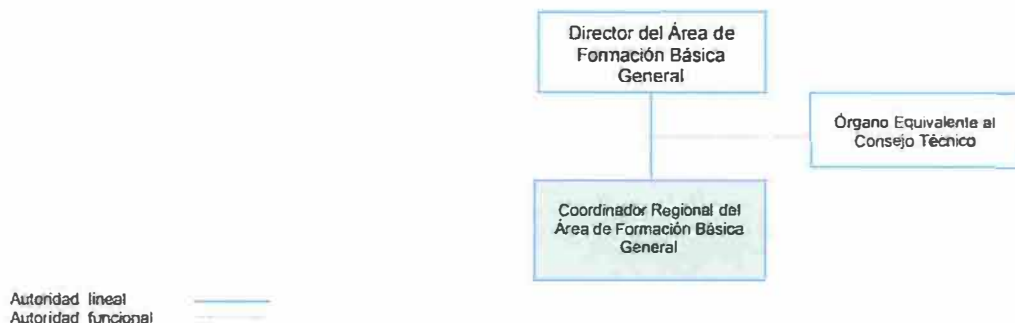 Director del Área de
Formación Básica
General
Órgano Equivalente al
Consejo Técnico
Coordinador Regional del
Área de Formación Básica
General
Autoridad lineal
Autoridad funcional